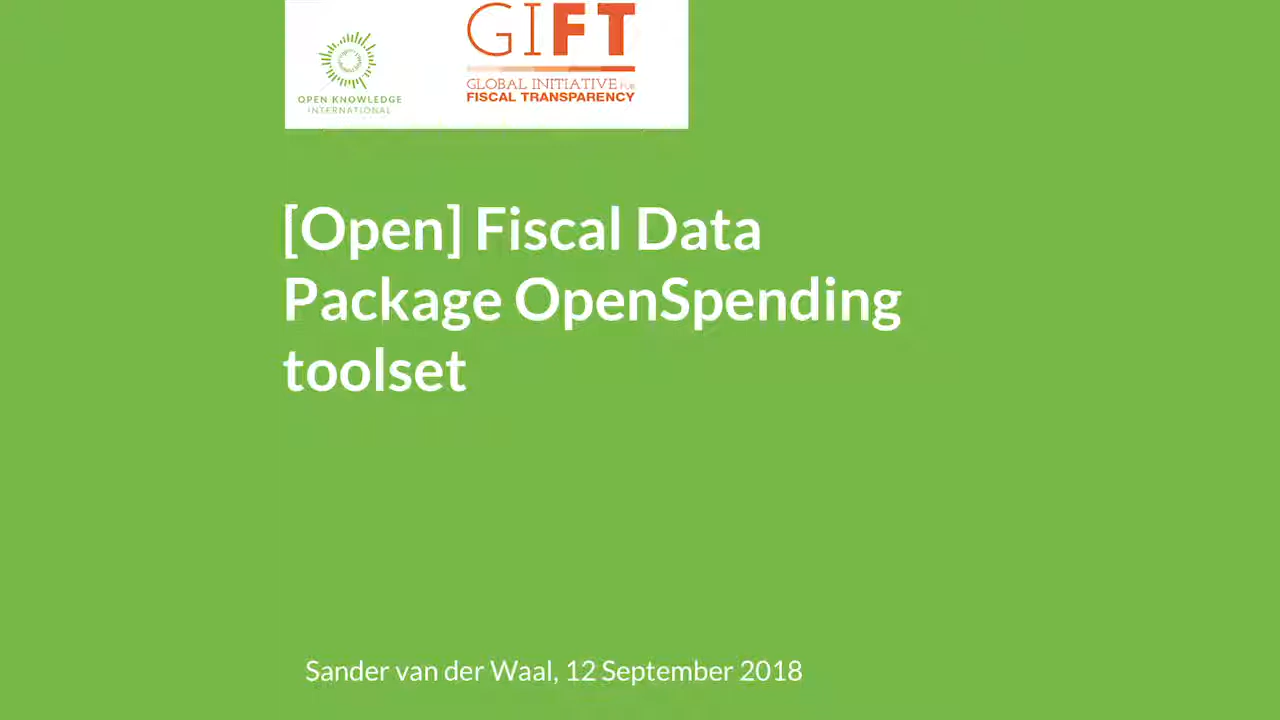 GIFT
OPEN KNOWLEDGE
INTERNATIONAL
GLOBAL INITIATIVE FOR
FISCAL TRANSPARENCY
[Open] Fiscal Data
Package OpenSpending
toolset
Sander van der Waal, 12 September 2018